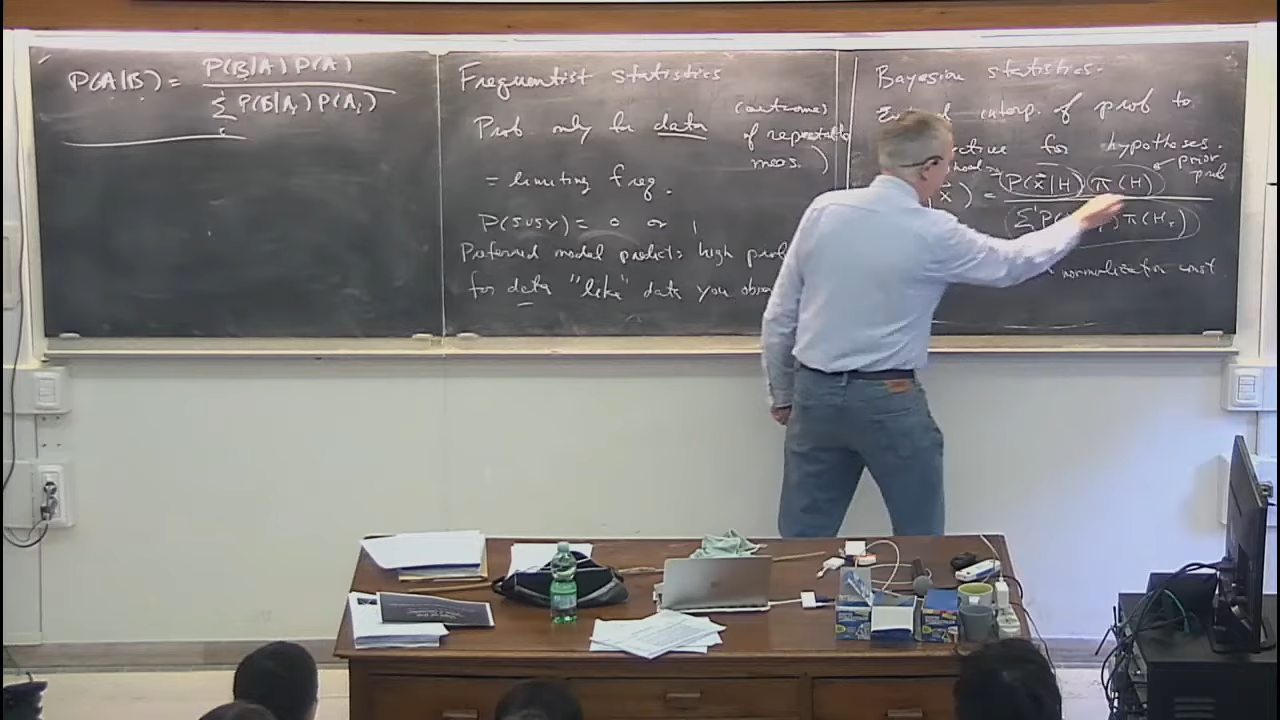 P(A|B) = P(B|A) P(A)
∑ P(B|Aᵢ) P(Aᵢ)
i
Frequentist statistics
Prob. only for data (outcome)
of repeatable
meas. )
= limiting freq.
P(SUSY) = 0 or 1
Preferred model predicts high prob
for data "like" data you obse
Bayesian statistics.
interp. of prob to
for hypotheses.
prior
prob
x⃗ ) = P(x⃗|H) π(H)
∑ P( ) π(Hᵢ)
normalization const